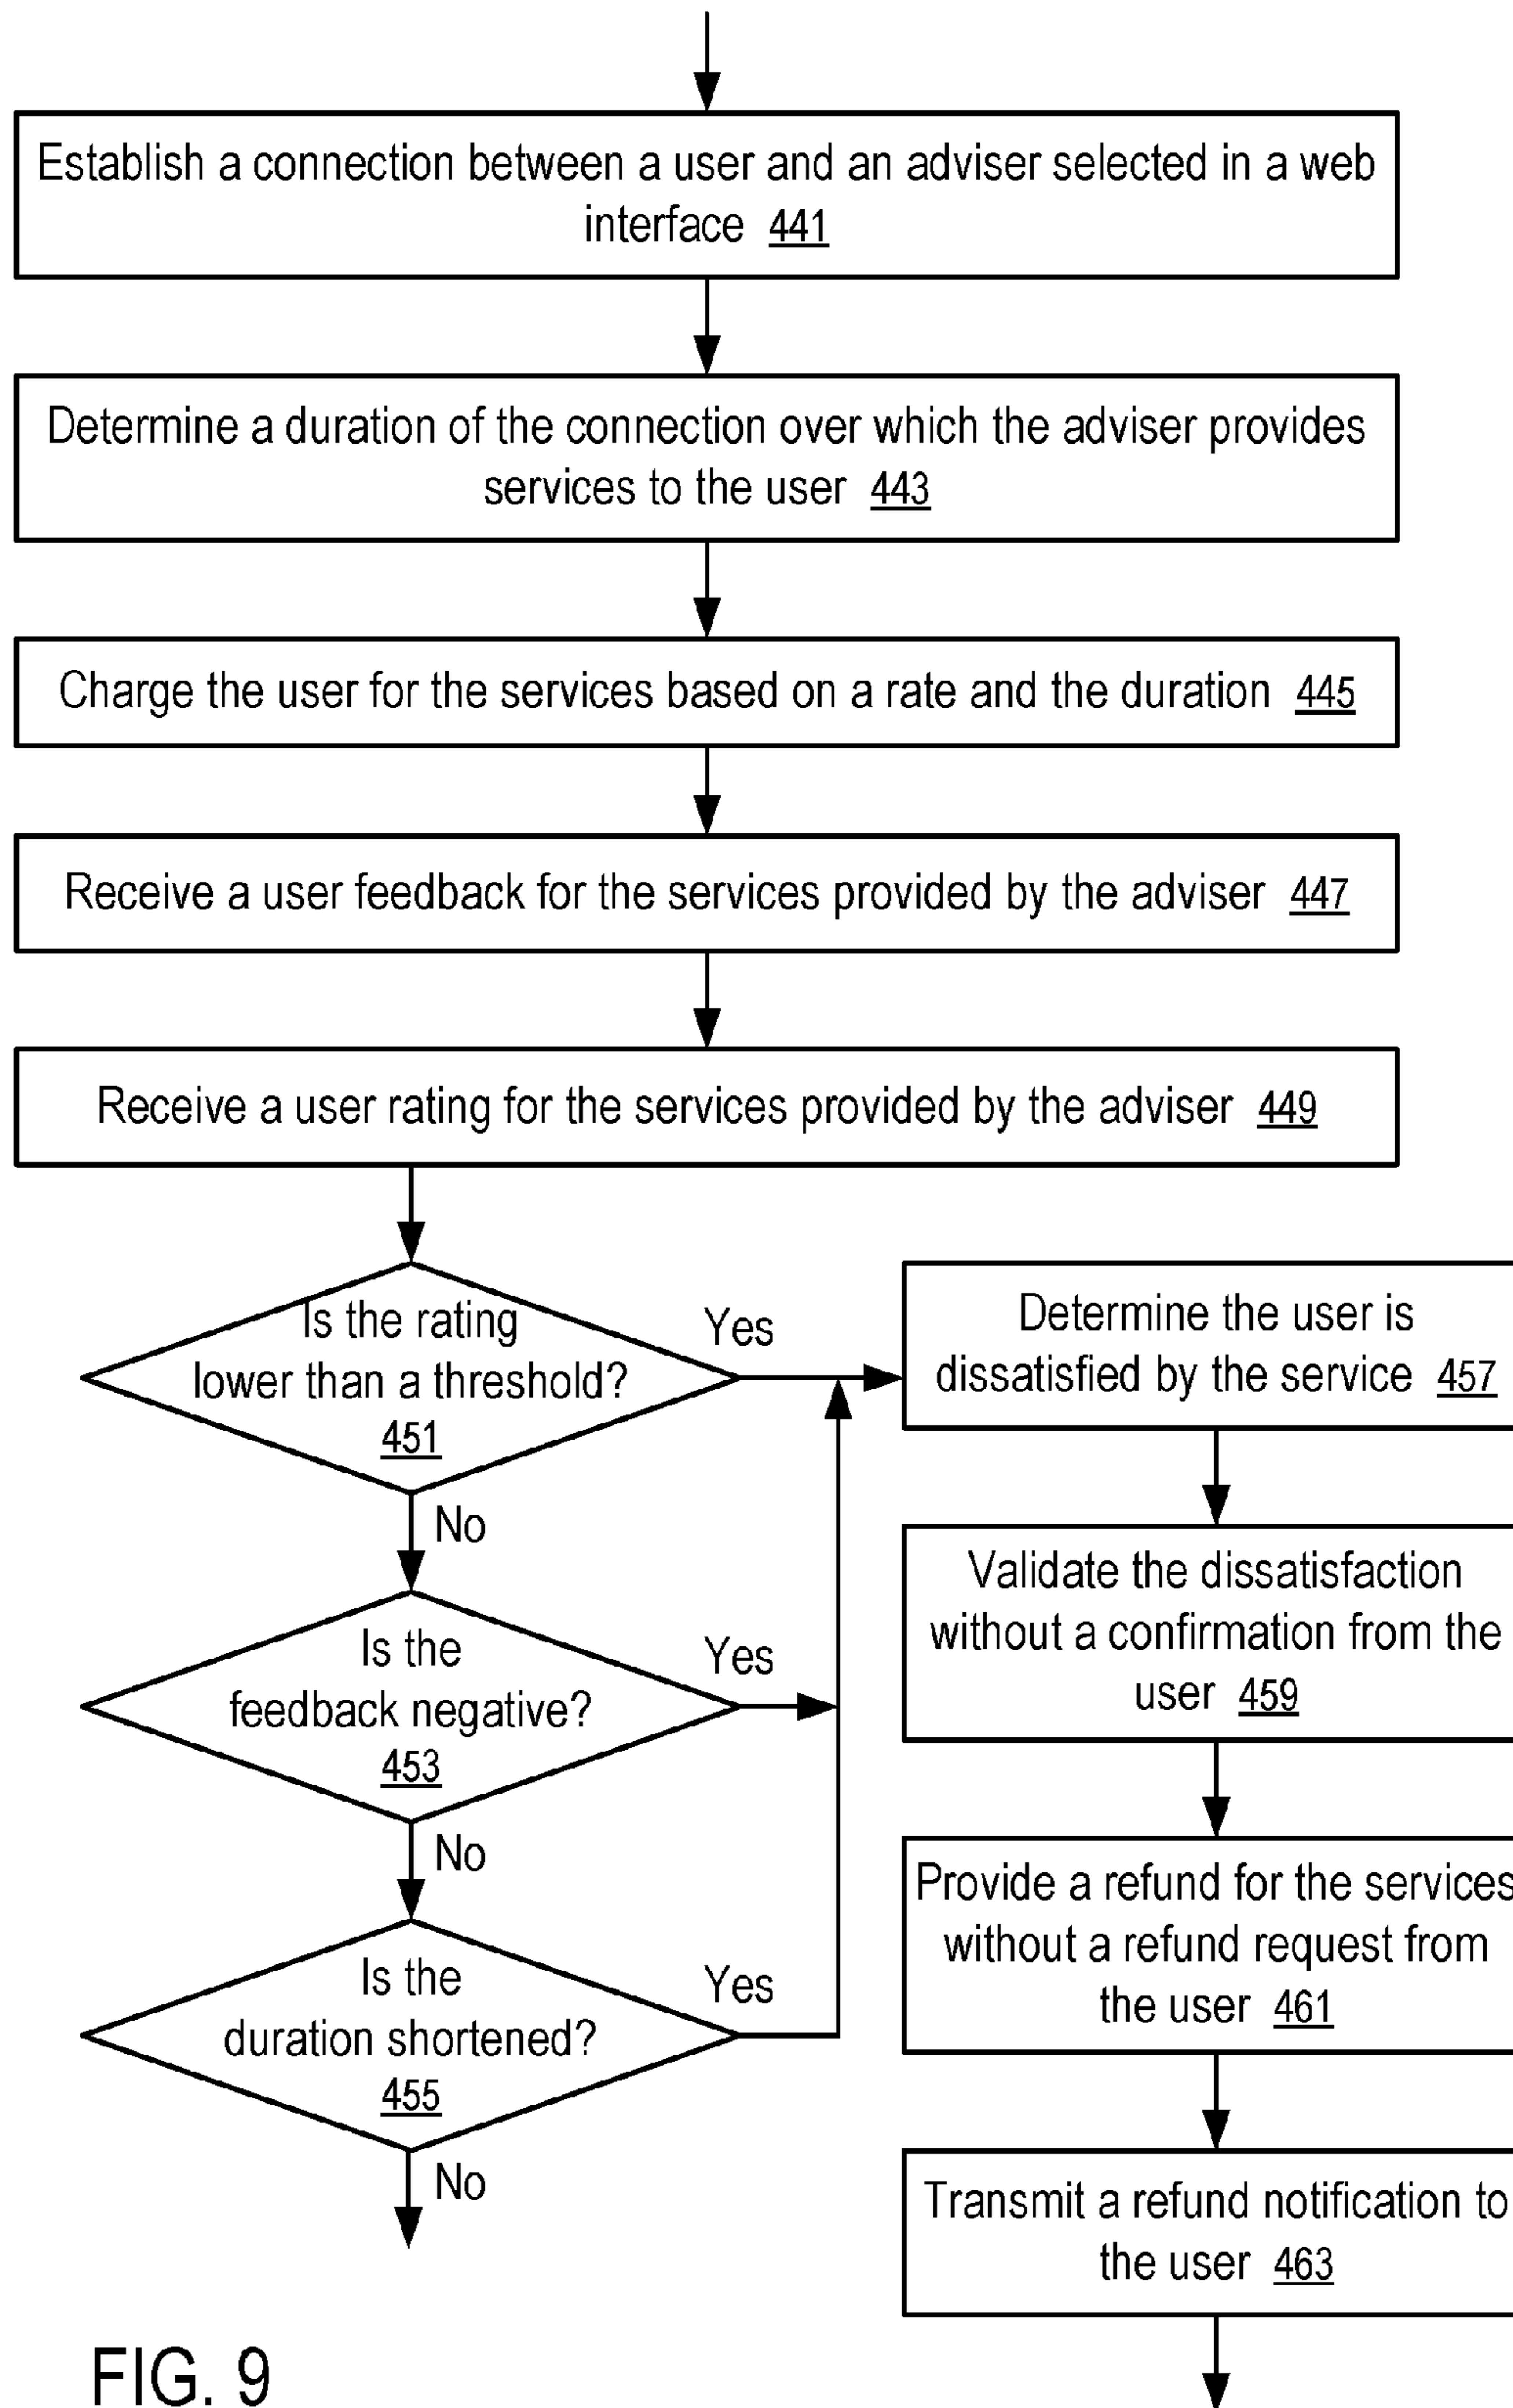 Establish a connection between a user and an adviser selected in a web
interface 441
Determine a duration of the connection over which the adviser provides
services to the user 443
Charge the user for the services based on a rate and the duration 445
Receive a user feedback for the services provided by the adviser 447
Receive a user rating for the services provided by the adviser 449
Is the rating
lower than a threshold?
451
Yes
No
Is the
feedback negative?
453
Yes
No
Is the
duration shortened?
455
Yes
No
Determine the user is
dissatisfied by the service 457
Validate the dissatisfaction
without a confirmation from the
user 459
Provide a refund for the services
without a refund request from
the user 461
Transmit a refund notification to
the user 463
FIG. 9